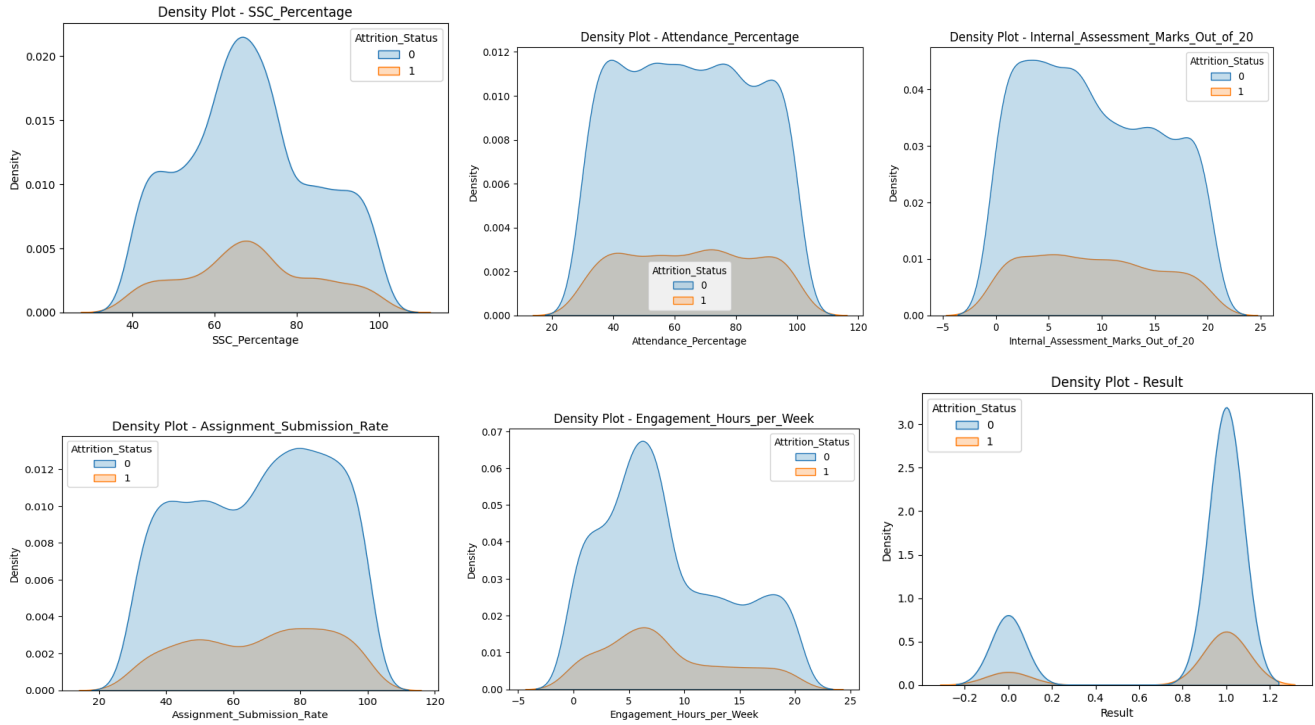 Density Plot - SSC_Percentage
Attrition_Status
0
1
0.020
0.015
0.010
0.005
0.000
Density
40 60 80 100
SSC_Percentage
Density Plot - Attendance_Percentage
0.012
0.010
0.008
0.006
0.004
0.002
0.000
Density
Attrition_Status
0
1
20 40 60 80 100 120
Attendance_Percentage
Density Plot - Internal_Assessment_Marks_Out_of_20
Attrition_Status
0
1
0.04
0.03
0.02
0.01
0.00
Density
−5 0 5 10 15 20 25
Internal_Assessment_Marks_Out_of_20
Density Plot - Assignment_Submission_Rate
Attrition_Status
0
1
0.012
0.010
0.008
0.006
0.004
0.002
0.000
Density
20 40 60 80 100 120
Assignment_Submission_Rate
Density Plot - Engagement_Hours_per_Week
Attrition_Status
0
1
0.07
0.06
0.05
0.04
0.03
0.02
0.01
0.00
Density
−5 0 5 10 15 20 25
Engagement_Hours_per_Week
Density Plot - Result
Attrition_Status
0
1
3.0
2.5
2.0
1.5
1.0
0.5
0.0
Density
−0.2 0.0 0.2 0.4 0.6 0.8 1.0 1.2
Result